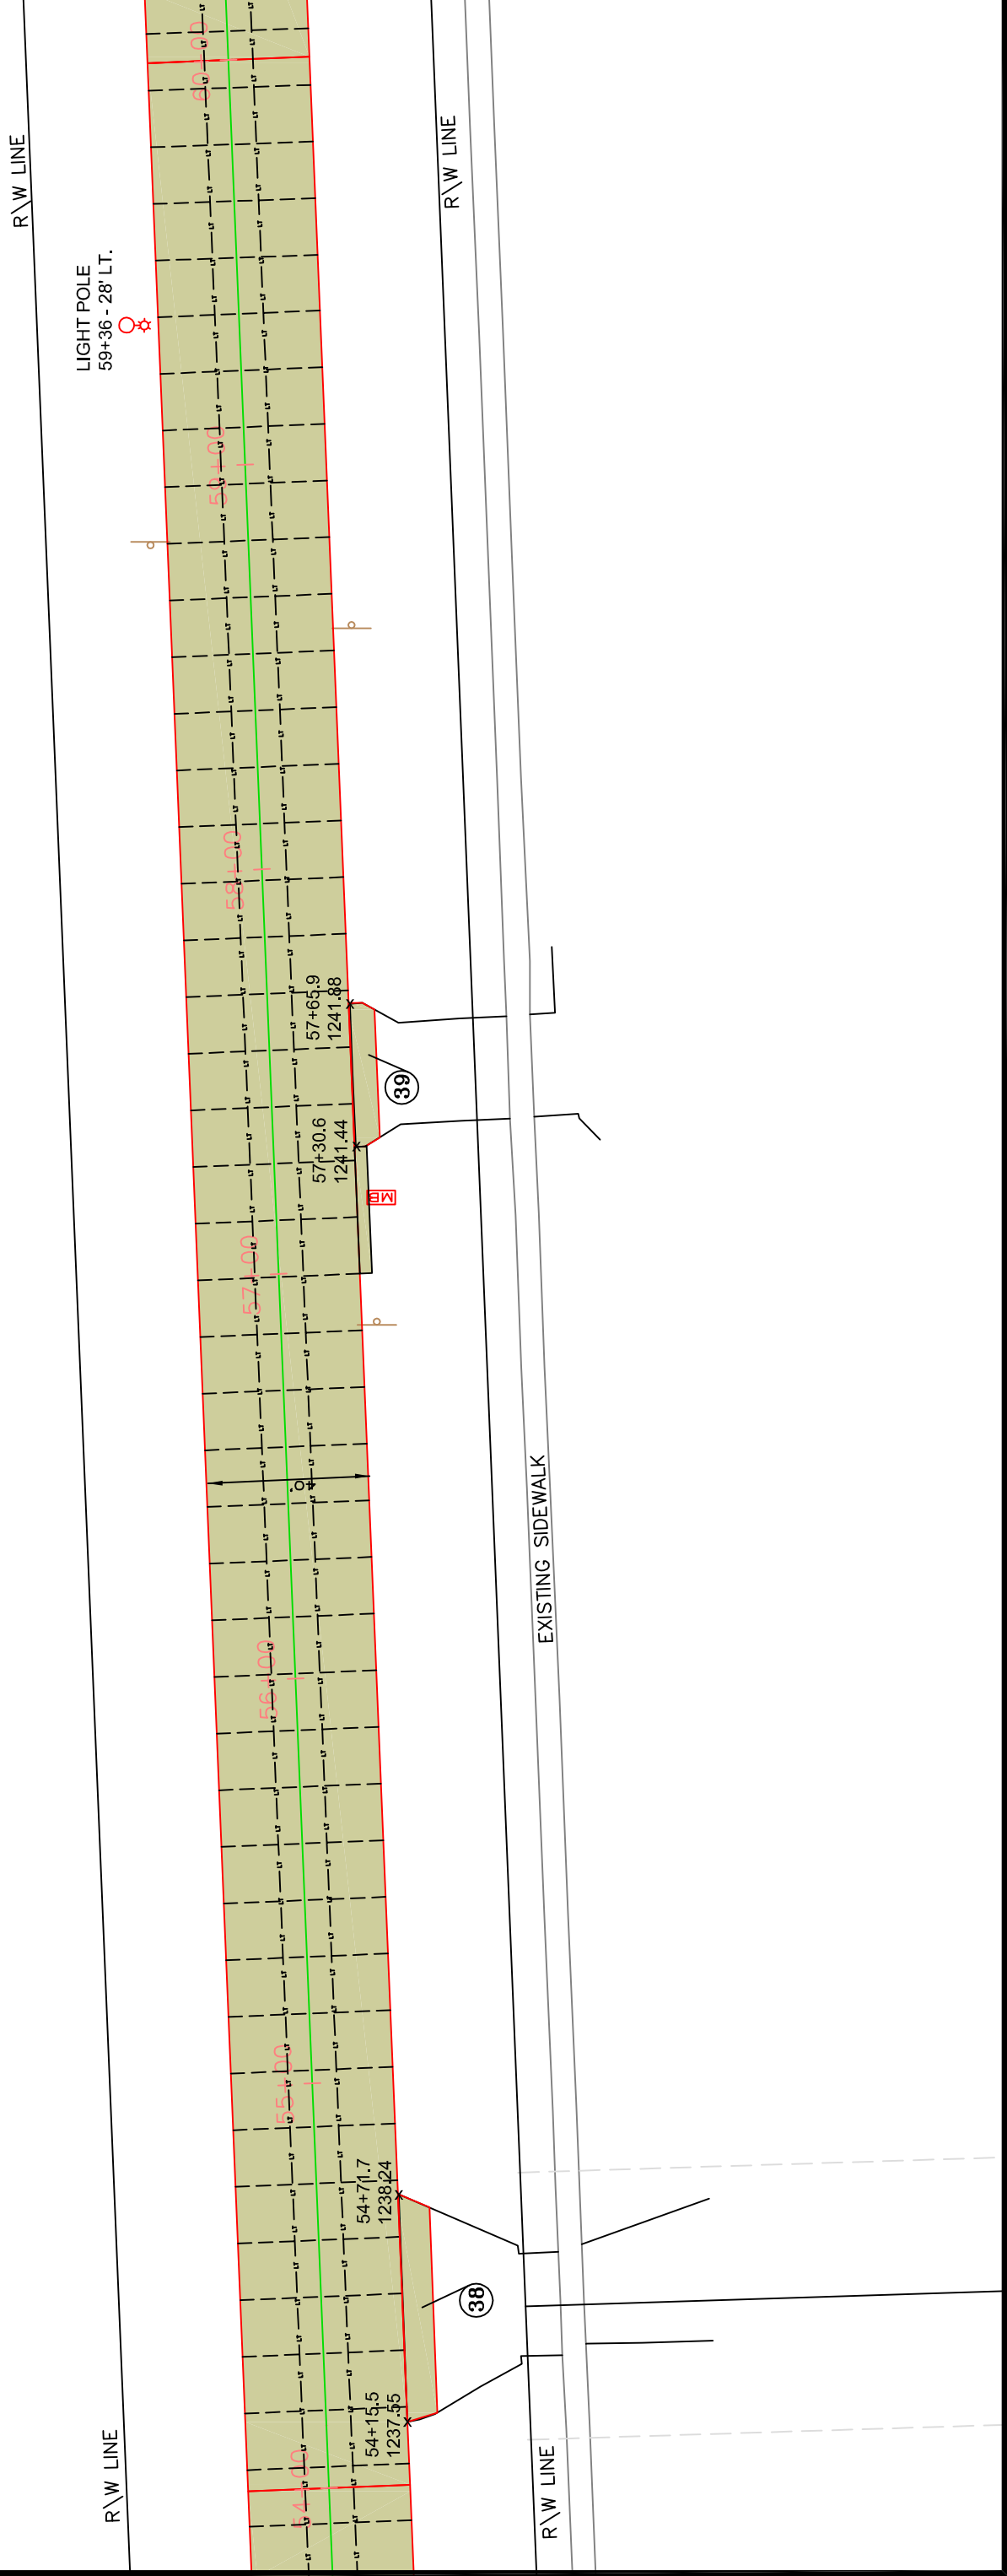 R\W LINE
60+00
R\W LINE
LIGHT POLE
59+36 - 28' LT.
59+00
58+00
57+65.9
1241.88
39
57+30.6
1241.44
MB
57+00
40'
56+00
EXISTING SIDEWALK
55+00
54+71.7
1238.24
38
54+15.5
1237.55
54+00
R\W LINE
R\W LINE